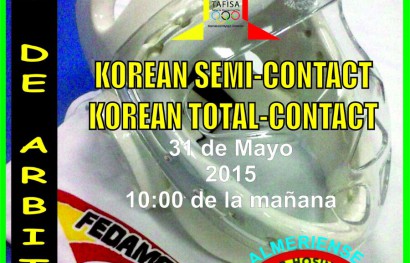 TAFISA
DE ARBIT
KOREAN SEMI-CONTACT
KOREAN TOTAL-CONTACT
31 de Mayo
2015
10:00 de la mañana
FEDAMC
ALMERIENSE